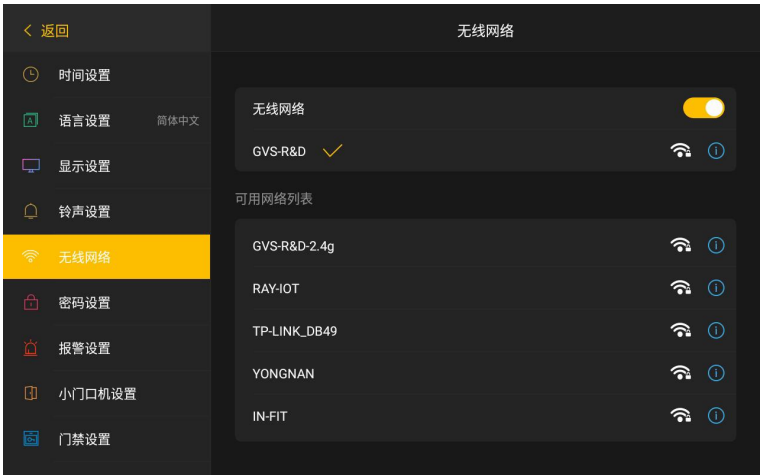 返回
无线网络
时间设置
语言设置 简体中文
显示设置
铃声设置
无线网络
密码设置
报警设置
小门口机设置
门禁设置
无线网络
GVS-R&D
可用网络列表
GVS-R&D-2.4g
RAY-IOT
TP-LINK_DB49
YONGNAN
IN-FIT